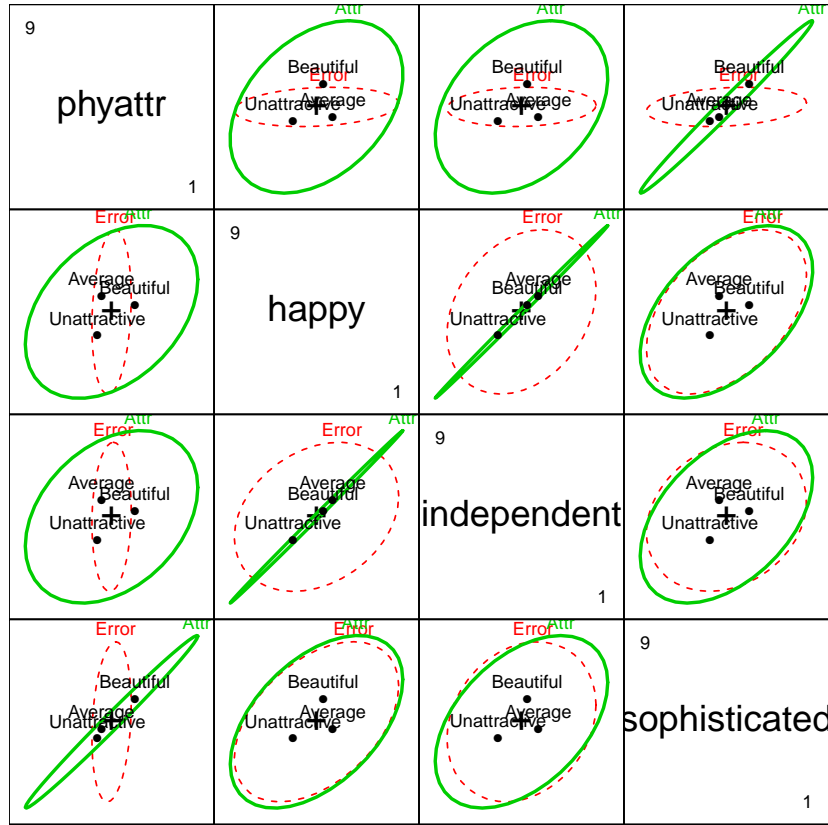 9
phyattr
1
Attr
Beautiful
Error
Unattractive
Average
Attr
Beautiful
Error
Unattractive
Average
Attr
Beautiful
Error
Unattractive
Average
Error
Attr
Average
Beautiful
Unattractive
9
happy
1
Error
Attr
Average
Beautiful
Unattractive
Error
Attr
Average
Beautiful
Unattractive
Error
Attr
Average
Beautiful
Unattractive
Error
Attr
Average
Beautiful
Unattractive
9
independent
1
Error
Attr
Average
Beautiful
Unattractive
Error
Attr
Beautiful
Average
Unattractive
Error
Attr
Beautiful
Average
Unattractive
Error
Attr
Beautiful
Average
Unattractive
9
sophisticated
1